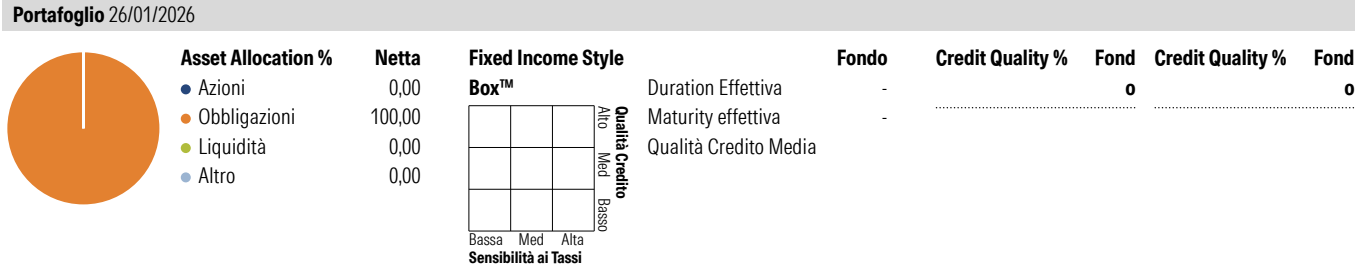 Portafoglio 26/01/2026
Asset Allocation % Netta
Azioni 0,00
Obbligazioni 100,00
Liquidità 0,00
Altro 0,00
Fixed Income Style
Box™
Alto Med Basso
Qualità Credito
Bassa Med Alta
Sensibilità ai Tassi
Fondo
Duration Effettiva -
Maturity effettiva -
Qualità Credito Media
Credit Quality % Fond
o
Credit Quality % Fond
o